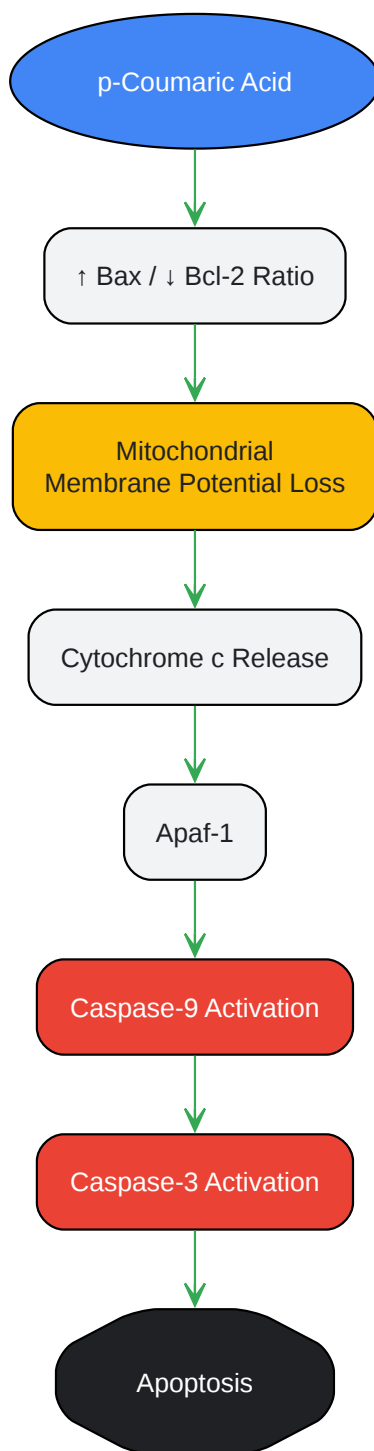 p-Coumaric Acid
↑ Bax / ↓ Bcl-2 Ratio
Mitochondrial
Membrane Potential Loss
Cytochrome c Release
Apaf-1
Caspase-9 Activation
Caspase-3 Activation
Apoptosis